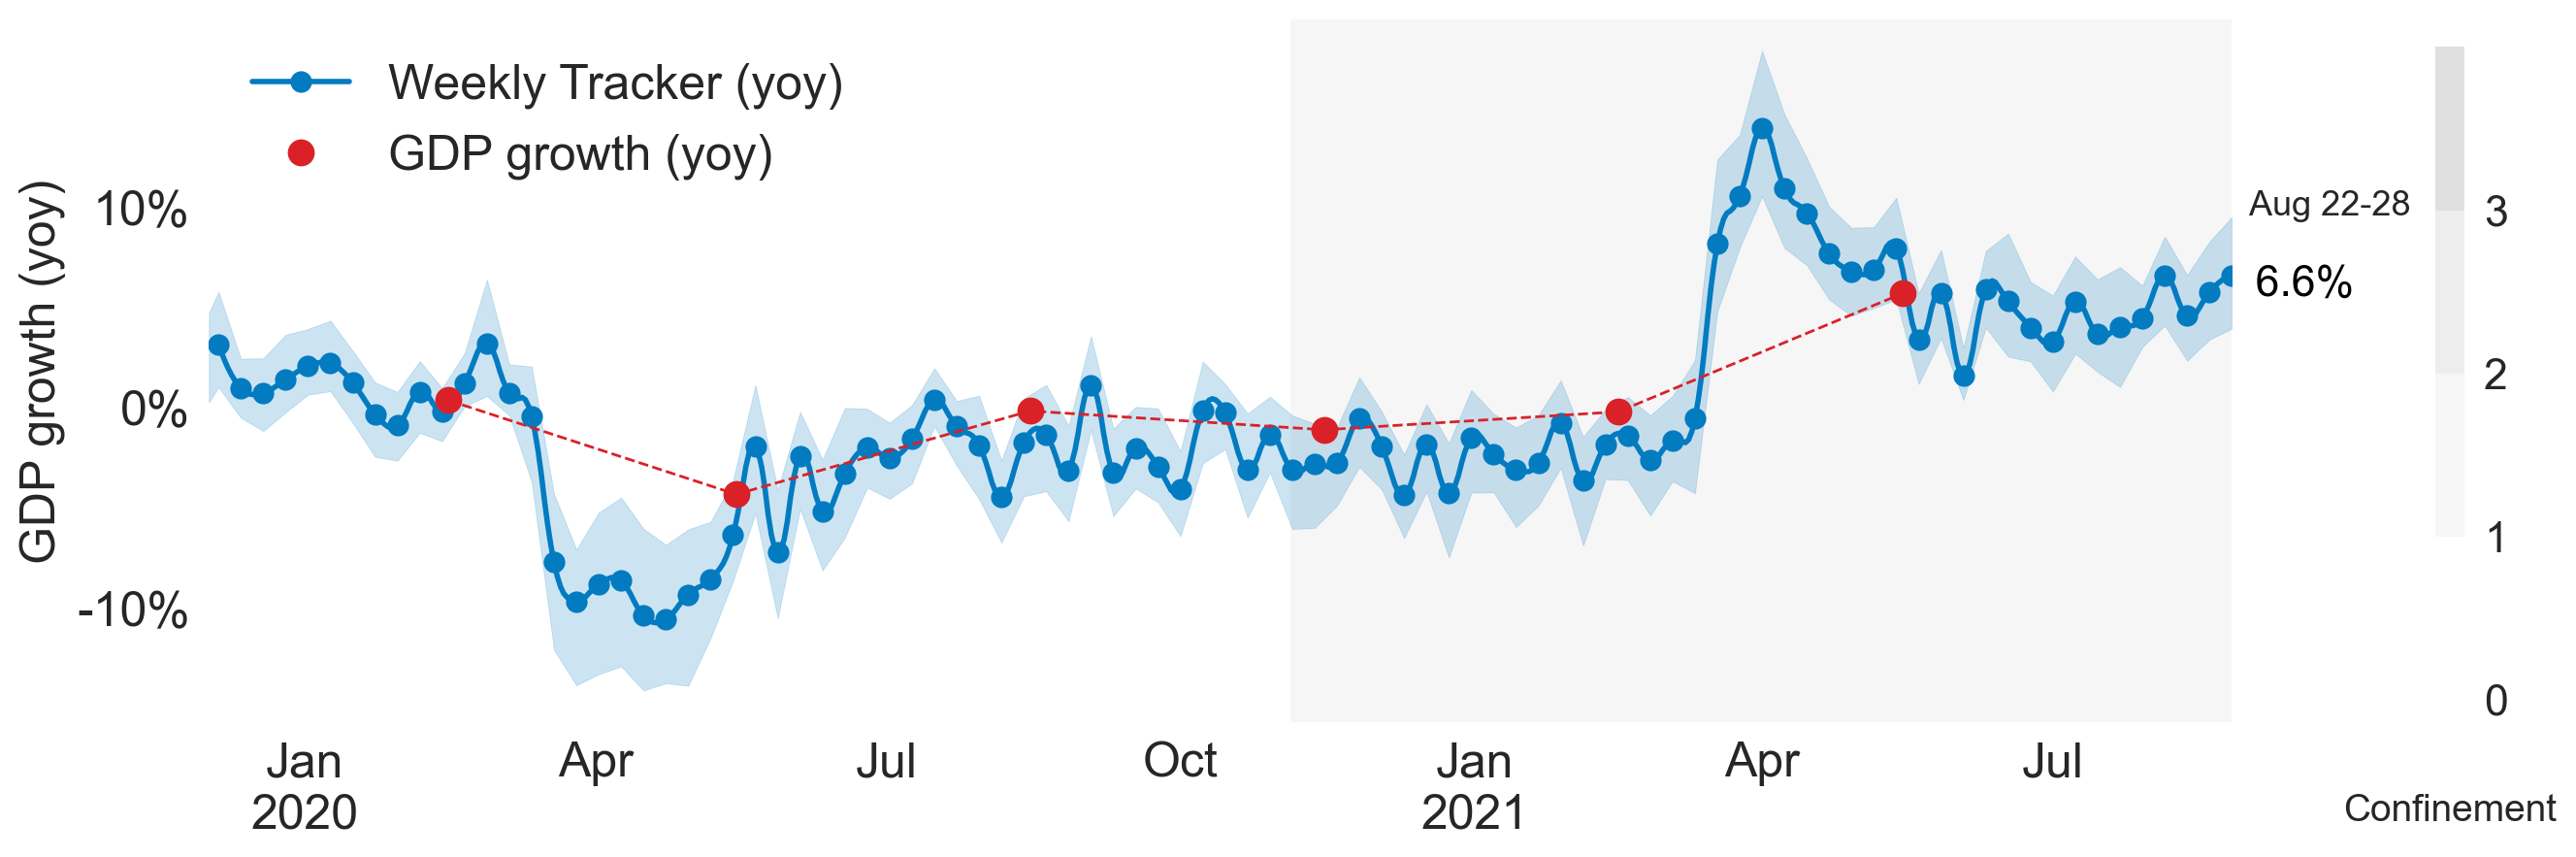 Weekly Tracker (yoy)
GDP growth (yoy)
GDP growth (yoy)
10%
0%
-10%
Jan
2020
Apr
Jul
Oct
Jan
2021
Apr
Jul
Aug 22-28
6.6%
3
2
1
0
Confinement